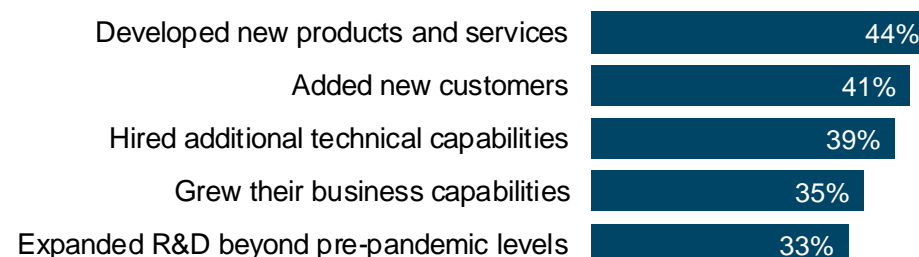 Developed new products and services 44%
Added new customers 41%
Hired additional technical capabilities 39%
Grew their business capabilities 35%
Expanded R&D beyond pre-pandemic levels 33%